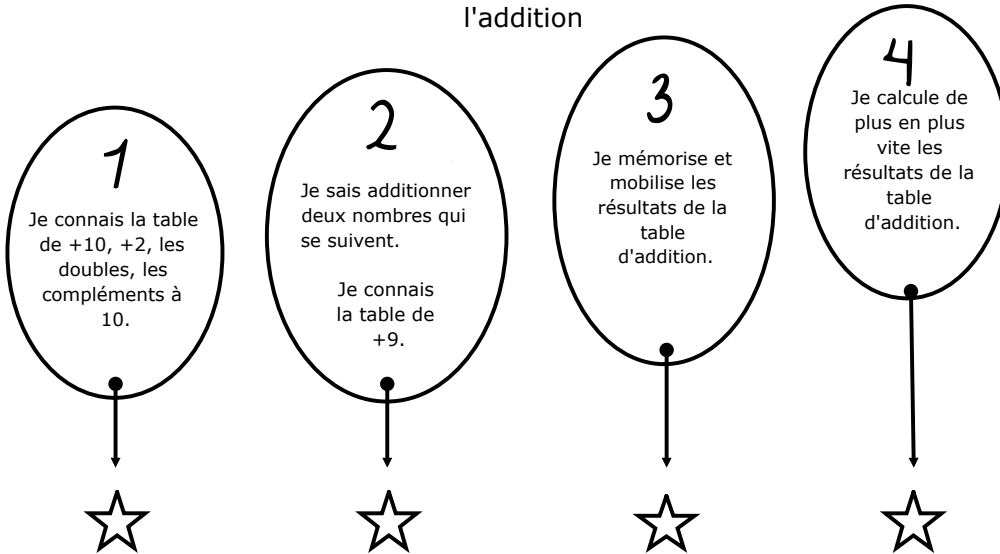 l'addition
1
Je connais la table
de +10, +2, les
doubles, les
compléments à
10.
2
Je sais additionner
deux nombres qui
se suivent.
Je connais
la table de
+9.
3
Je mémorise et
mobilise les
résultats de la
table
d'addition.
4
Je calcule de
plus en plus
vite les
résultats de la
table
d'addition.